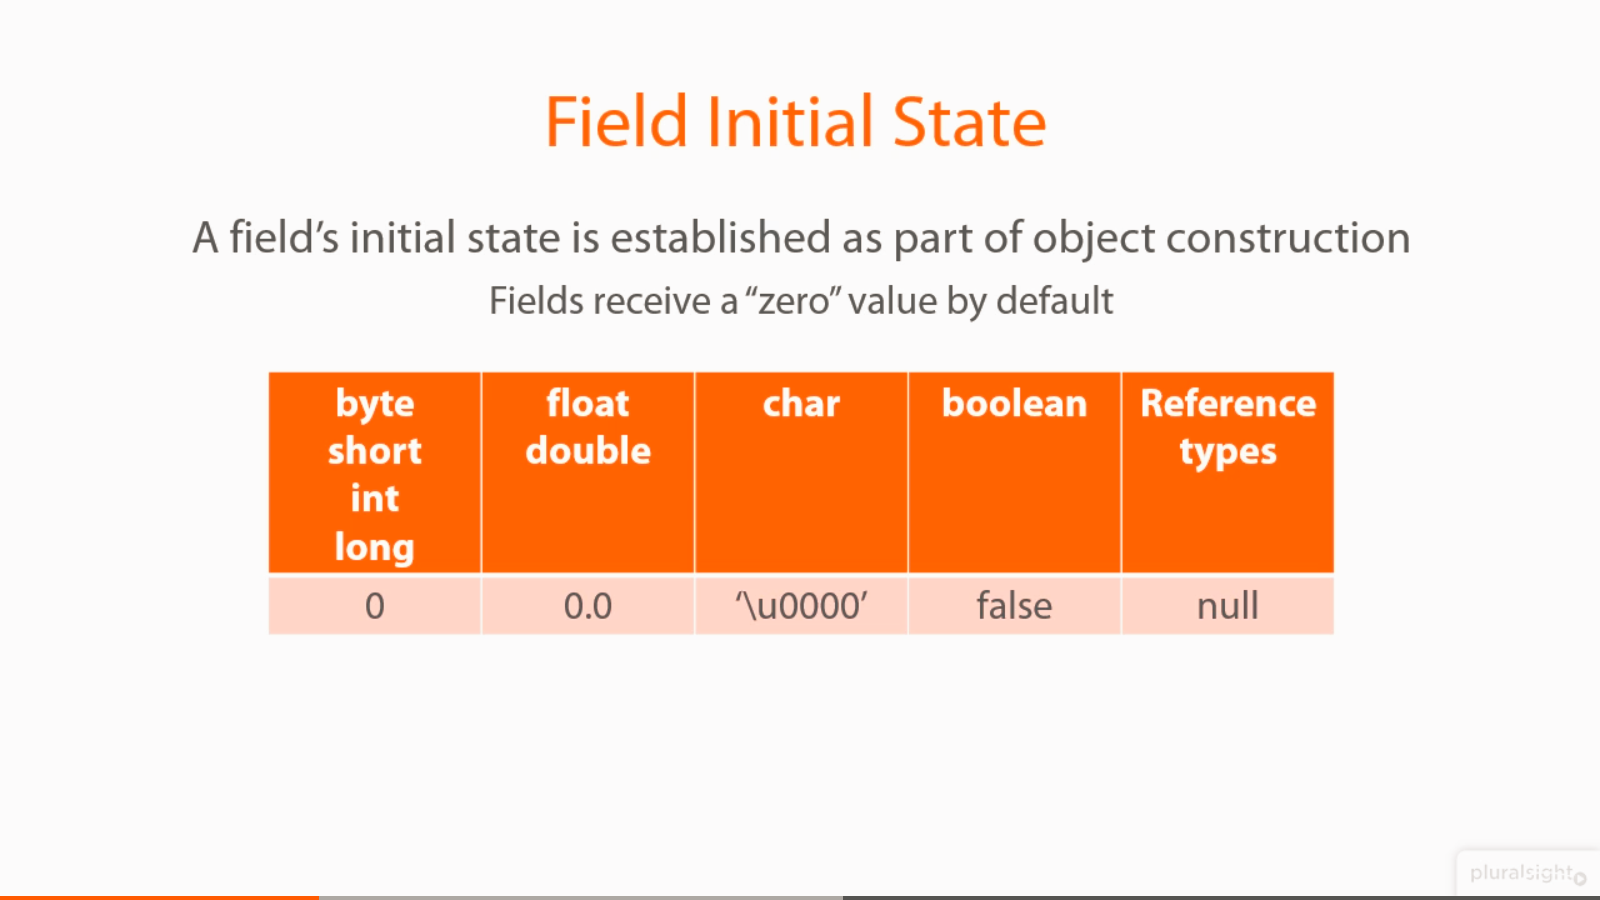 Field Initial State
A field’s initial state is established as part of object construction
Fields receive a “zero” value by default
byte
short
int
long
float
double
char
boolean
Reference
types
0
0.0
‘\u0000’
false
null
pluralsight